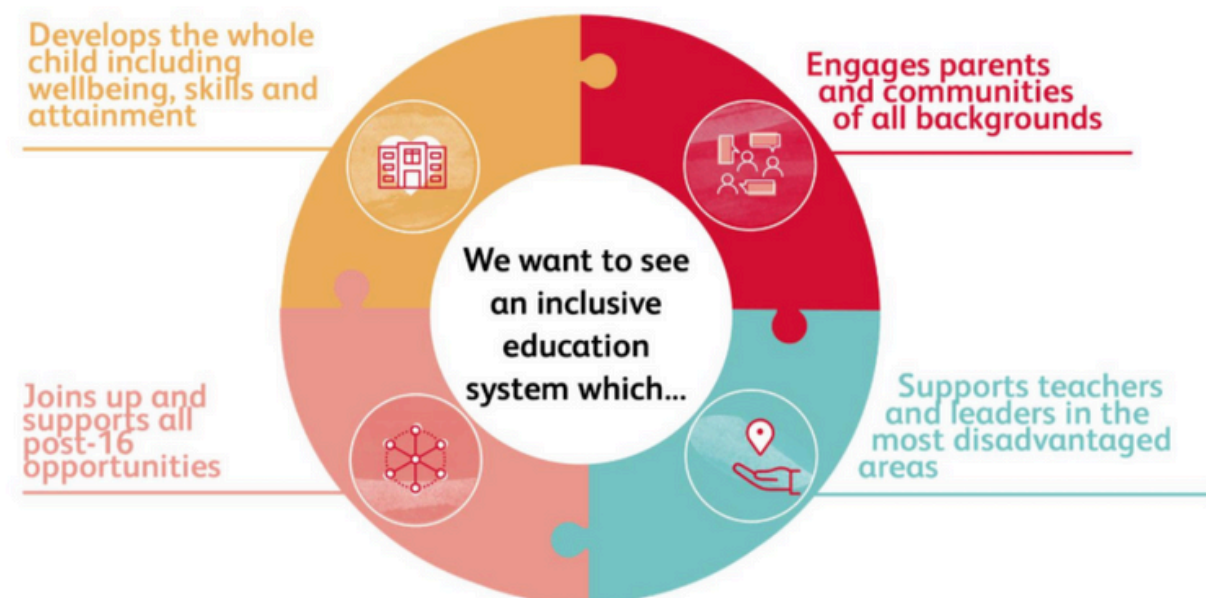 Develops the whole
child including
wellbeing, skills and
attainment
Engages parents
and communities
of all backgrounds
We want to see
an inclusive
education
system which...
Joins up and
supports all
post-16
opportunities
Supports teachers
and leaders in the
most disadvantaged
areas